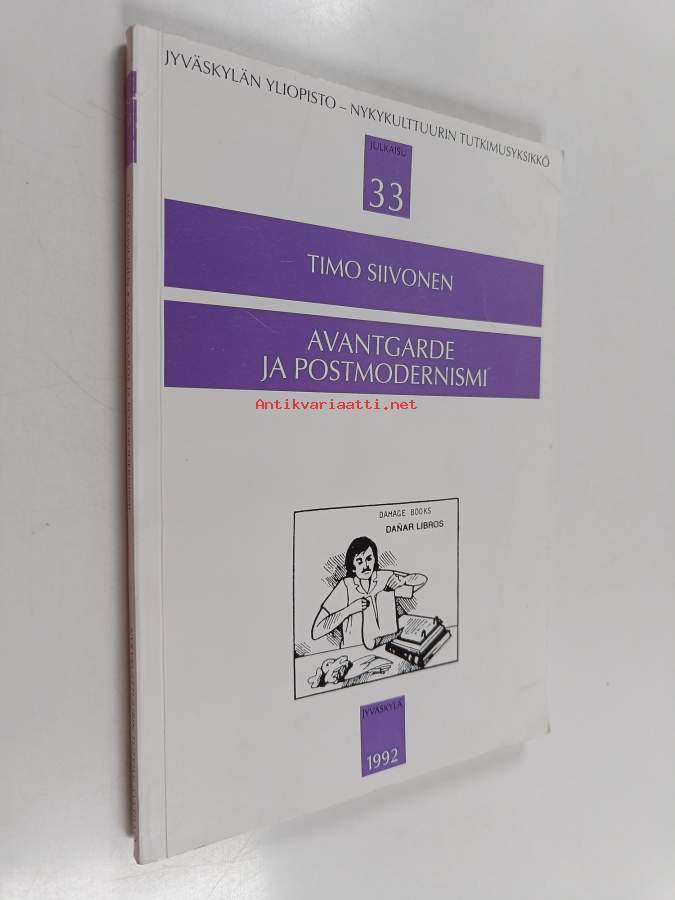 JYVÄSKYLÄN YLIOPISTO – NYKYKULTTUURIN TUTKIMUSYKSIKKÖ
JULKAISU
33
TIMO SIIVONEN
AVANTGARDE
JA POSTMODERNISMI
Antikvariaatti.net
DAMAGE BOOKS
DAÑAR LIBROS
JYVÄSKYLÄ
1992